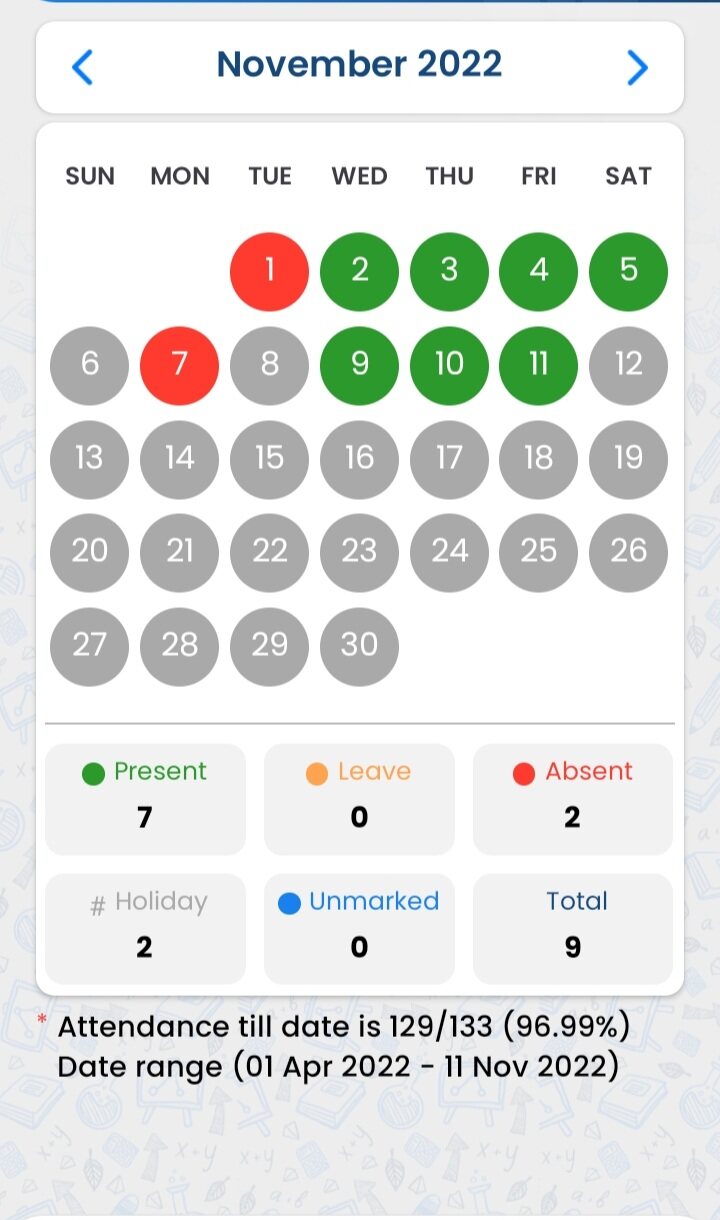 November 2022
SUN MON TUE WED THU FRI SAT
1 2 3 4 5
6 7 8 9 10 11 12
13 14 15 16 17 18 19
20 21 22 23 24 25 26
27 28 29 30
Present Leave Absent
7 0 2
# Holiday Unmarked Total
2 0 9
* Attendance till date is 129/133 (96.99%)
Date range (01 Apr 2022 - 11 Nov 2022)
x+y x+y x+y